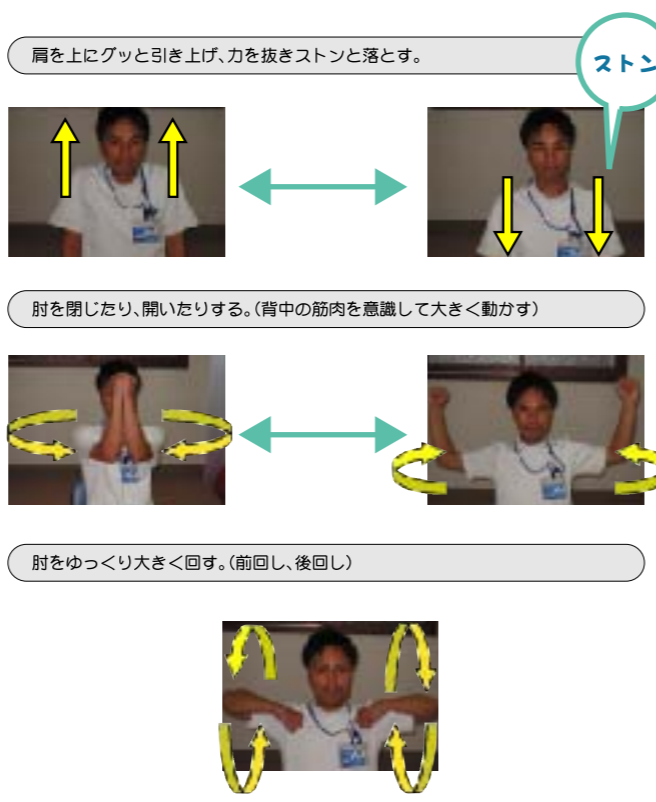 肩を上にグッと引き上げ、力を抜きストンと落とす。
ストン
肘を閉じたり、開いたりする。(背中の筋肉を意識して大きく動かす)
肘をゆっくり大きく回す。(前回し、後回し)